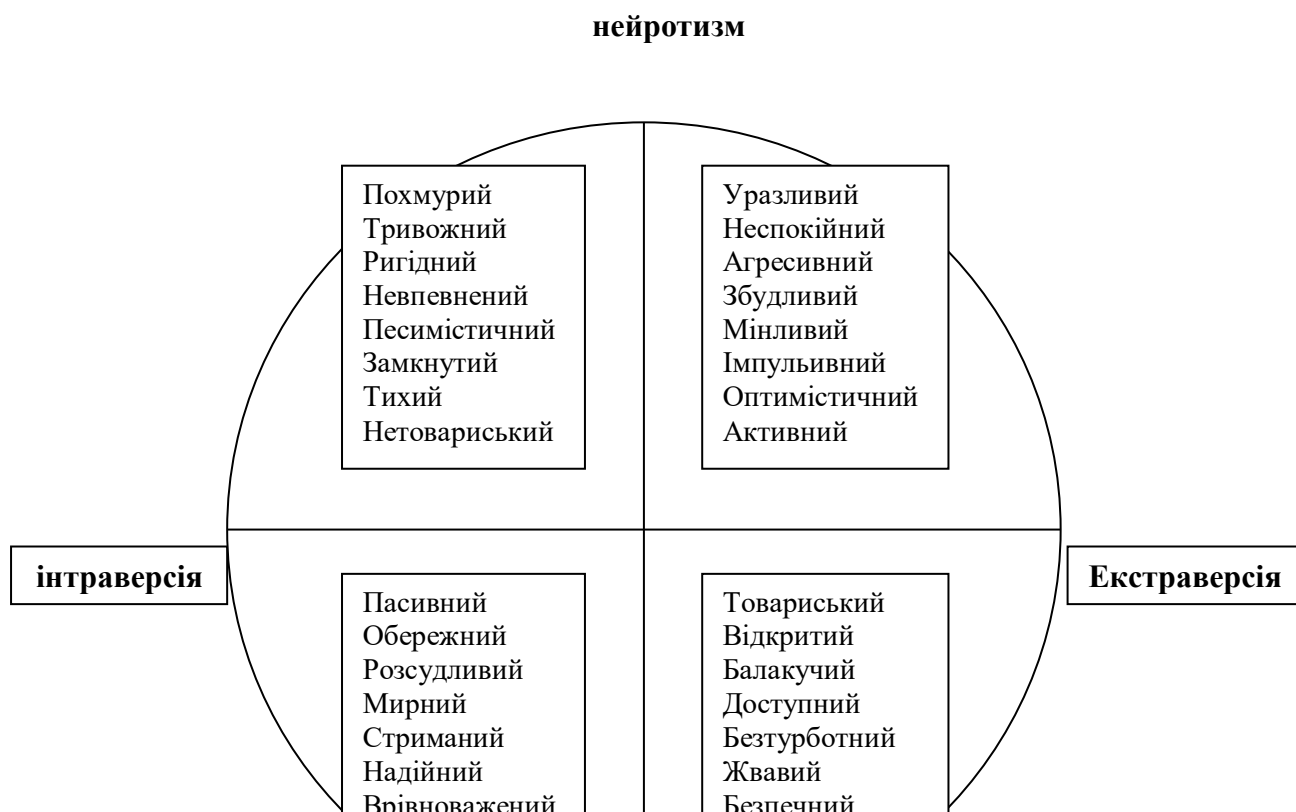 нейротизм
Похмурий
Тривожний
Ригідний
Невпевнений
Песимістичний
Замкнутий
Тихий
Нетовариський
Уразливий
Неспокійний
Агресивний
Збудливий
Мінливий
Імпульивний
Оптимістичний
Активний
інтраверсія
Екстраверсія
Пасивний
Обережний
Розсудливий
Мирний
Стриманий
Надійний
Врівноважений
Товариський
Відкритий
Балакучий
Доступний
Безтурботний
Жвавий
Безпечний